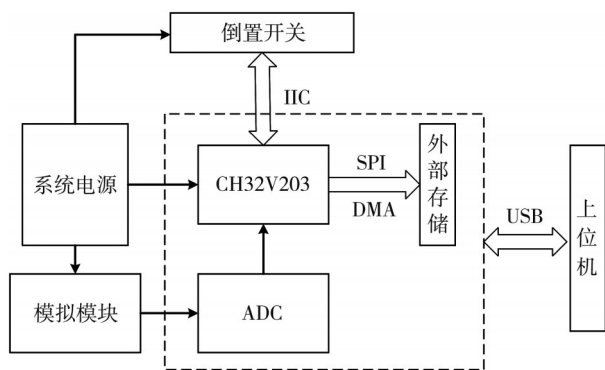 倒置开关
IIC
系统电源
CH32V203
SPI
DMA
外部存储
USB
上位机
模拟模块
ADC